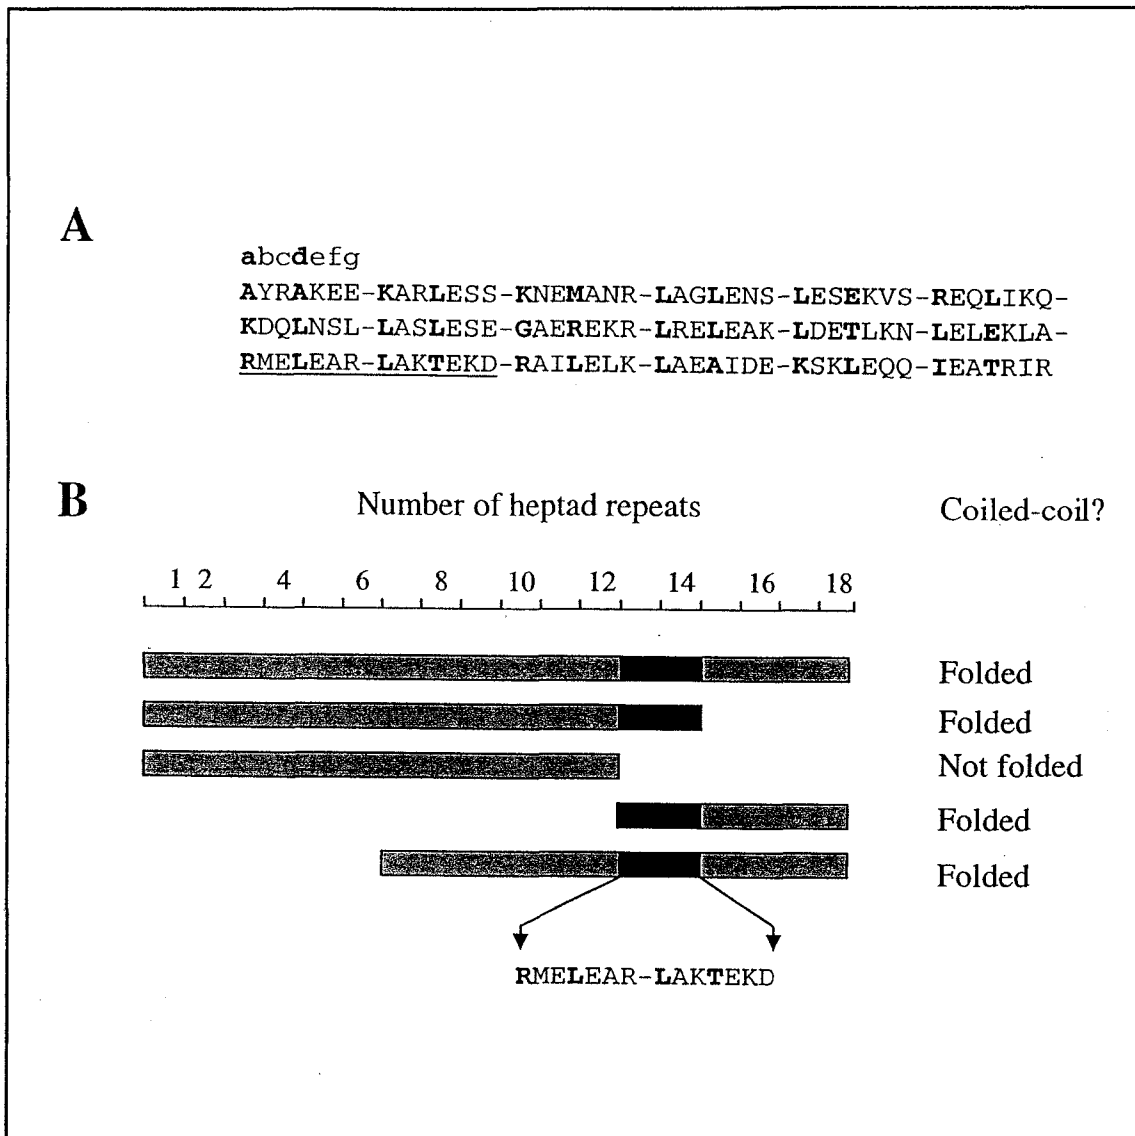 A
abcdefg
AYRAKEE-KARLESS-KNEMANR-LAGLENS-LESEKVS-REQLIKQ-
KDQLNSL-LASLESE-GAEREKR-LRELEAK-LDETLKN-LELEKLA-
RMELEAR-LAKTEKD-RAILELK-LAEAIDE-KSKLEQQ-IEATRIR
B Number of heptad repeats Coiled-coil?
1 2 4 6 8 10 12 14 16 18
Folded
Folded
Not folded
Folded
Folded
RMELEAR-LAKTEKD